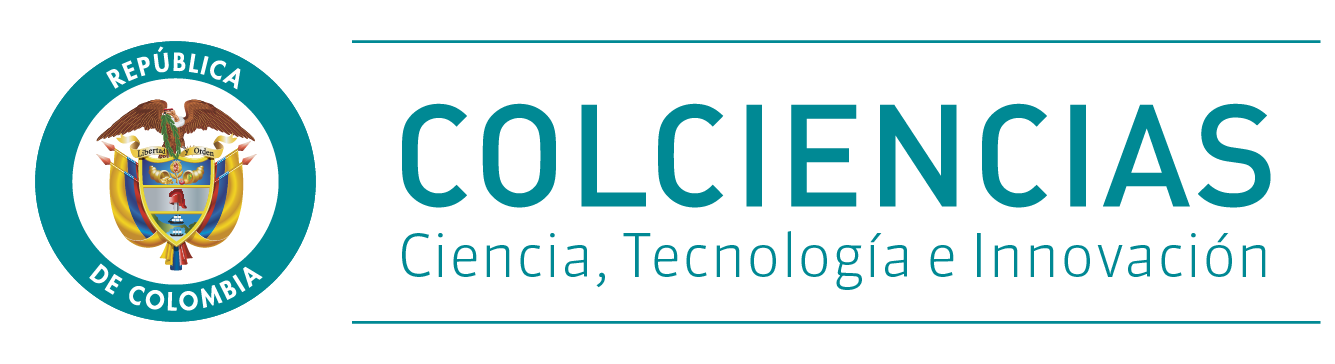 REPÚBLICA
DE COLOMBIA
Libertad y Orden
COLCIENCIAS
Ciencia, Tecnología e Innovación